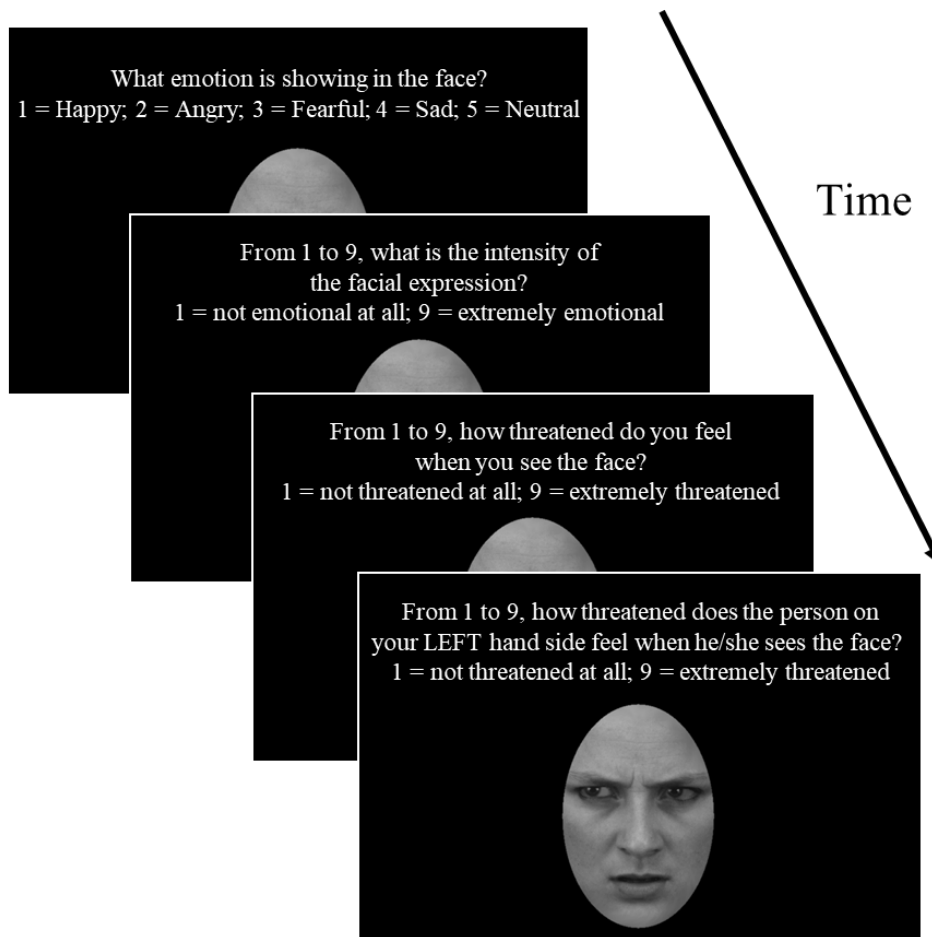 What emotion is showing in the face?
1 = Happy; 2 = Angry; 3 = Fearful; 4 = Sad; 5 = Neutral
Time
From 1 to 9, what is the intensity of
the facial expression?
1 = not emotional at all; 9 = extremely emotional
From 1 to 9, how threatened do you feel
when you see the face?
1 = not threatened at all; 9 = extremely threatened
From 1 to 9, how threatened does the person on
your LEFT hand side feel when he/she sees the face?
1 = not threatened at all; 9 = extremely threatened